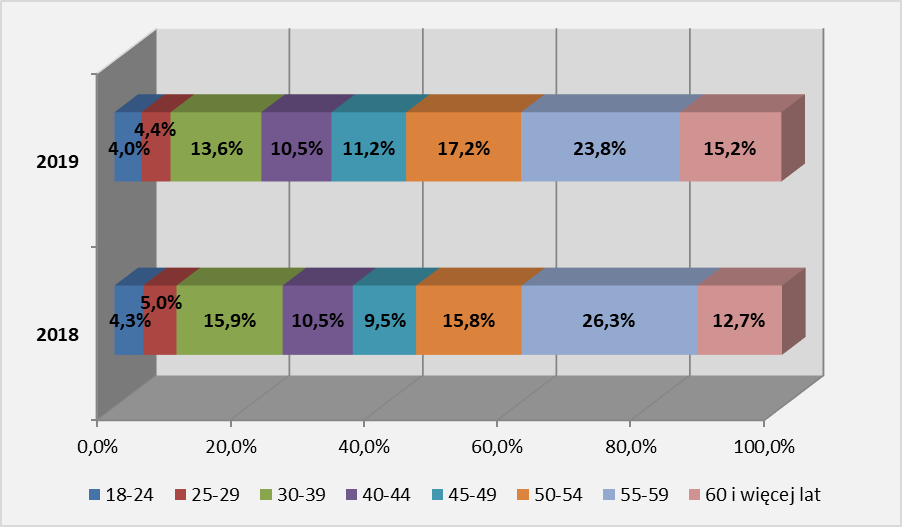 2019
4,0% 4,4% 13,6% 10,5% 11,2% 17,2% 23,8% 15,2%
2018
4,3% 5,0% 15,9% 10,5% 9,5% 15,8% 26,3% 12,7%
0,0% 20,0% 40,0% 60,0% 80,0% 100,0%
18-24 25-29 30-39 40-44 45-49 50-54 55-59 60 i więcej lat